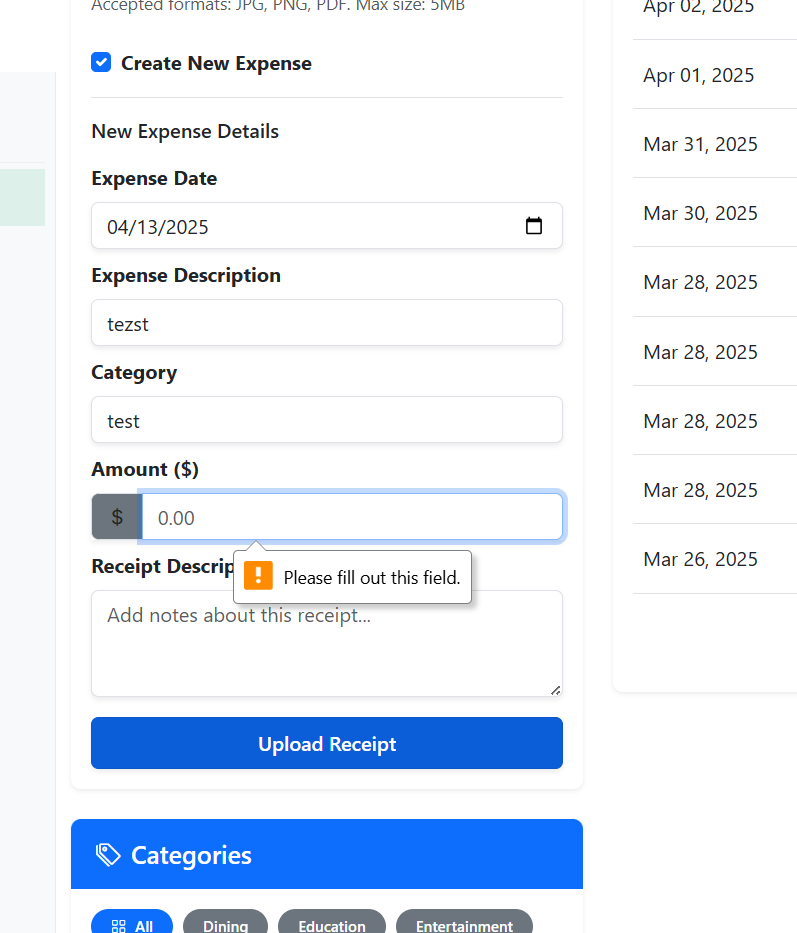 Accepted formats: JPG, PNG, PDF. Max size: 5MB
Create New Expense
New Expense Details
Expense Date
04/13/2025
Expense Description
tezst
Category
test
Amount ($)
$ 0.00
Please fill out this field.
Receipt Descrip
Add notes about this receipt...
Upload Receipt
Categories
All Dining Education Entertainment
Apr 02, 2025
Apr 01, 2025
Mar 31, 2025
Mar 30, 2025
Mar 28, 2025
Mar 28, 2025
Mar 28, 2025
Mar 28, 2025
Mar 26, 2025